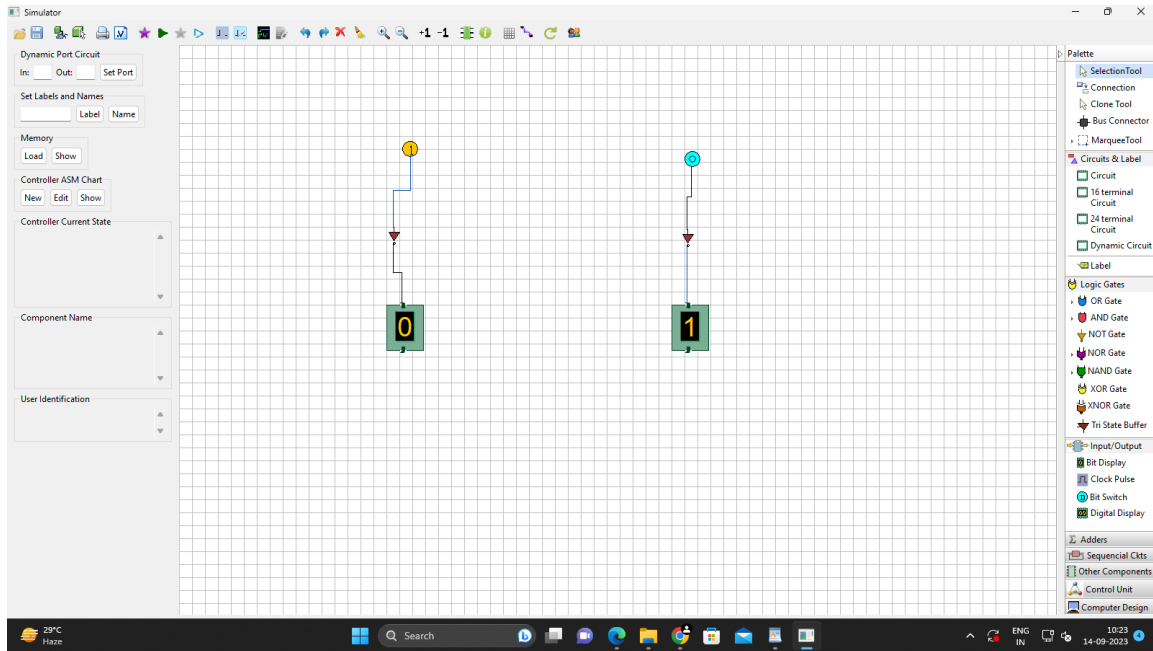 Simulator
+1 -1
Dynamic Port Circuit
In: Out: Set Port
Set Labels and Names
Label Name
Memory
Load Show
Controller ASM Chart
New Edit Show
Controller Current State
Component Name
User Identification
1
0
0
1
Palette
SelectionTool
Connection
Clone Tool
Bus Connector
MarqueeTool
Circuits & Label
Circuit
16 terminal
Circuit
24 terminal
Circuit
Dynamic Circuit
Label
Logic Gates
OR Gate
AND Gate
NOT Gate
NOR Gate
NAND Gate
XOR Gate
XNOR Gate
Tri State Buffer
Input/Output
Bit Display
Clock Pulse
Bit Switch
Digital Display
Adders
Sequencial Ckts
Other Components
Control Unit
Computer Design
29°C
Haze
Search
ENG
IN
10:23
14-09-2023
4